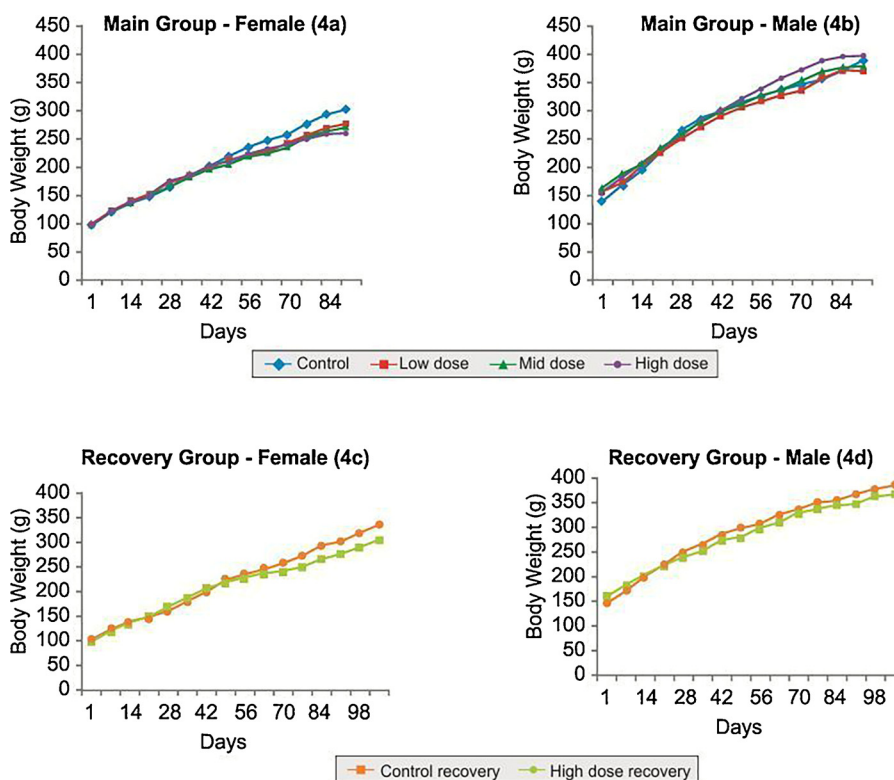 Main Group - Female (4a)
Body Weight (g)
450
400
350
300
250
200
150
100
50
0
1 14 28 42 56 70 84
Days
Main Group - Male (4b)
Body Weight (g)
450
400
350
300
250
200
150
100
50
0
1 14 28 42 56 70 84
Days
Control Low dose Mid dose High dose
Recovery Group - Female (4c)
Body Weight (g)
400
350
300
250
200
150
100
50
0
1 14 28 42 56 70 84 98
Days
Recovery Group - Male (4d)
Body Weight (g)
400
350
300
250
200
150
100
50
0
1 14 28 42 56 70 84 98
Days
Control recovery High dose recovery